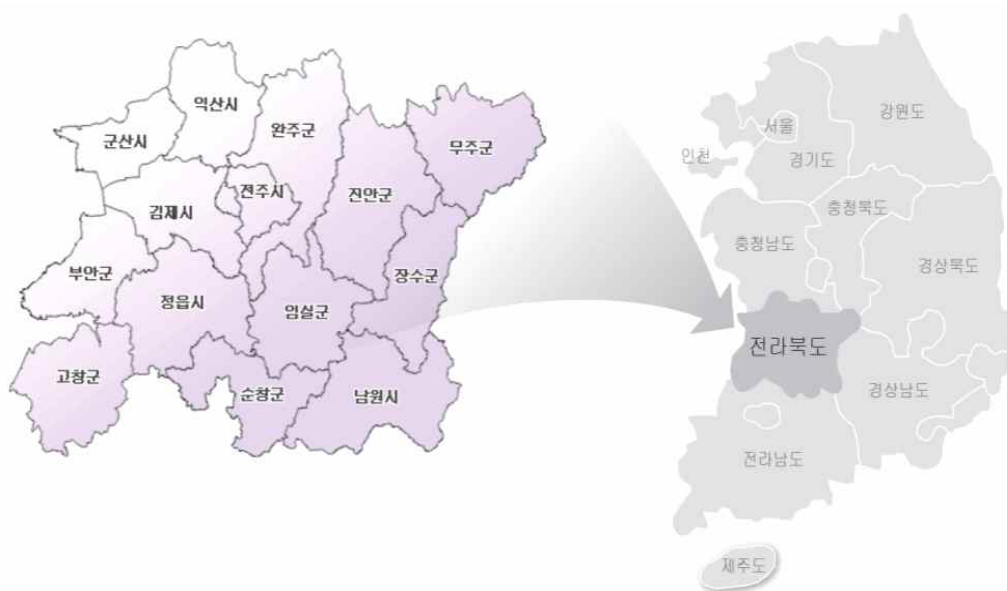 익산시
군산시
완주군
무주군
전주시
진안군
김제시
부안군
장수군
정읍시
임실군
고창군
순창군
남원시
강원도
서울
인천
경기도
충청북도
충청남도
경상북도
전라북도
경상남도
전라남도
제주도